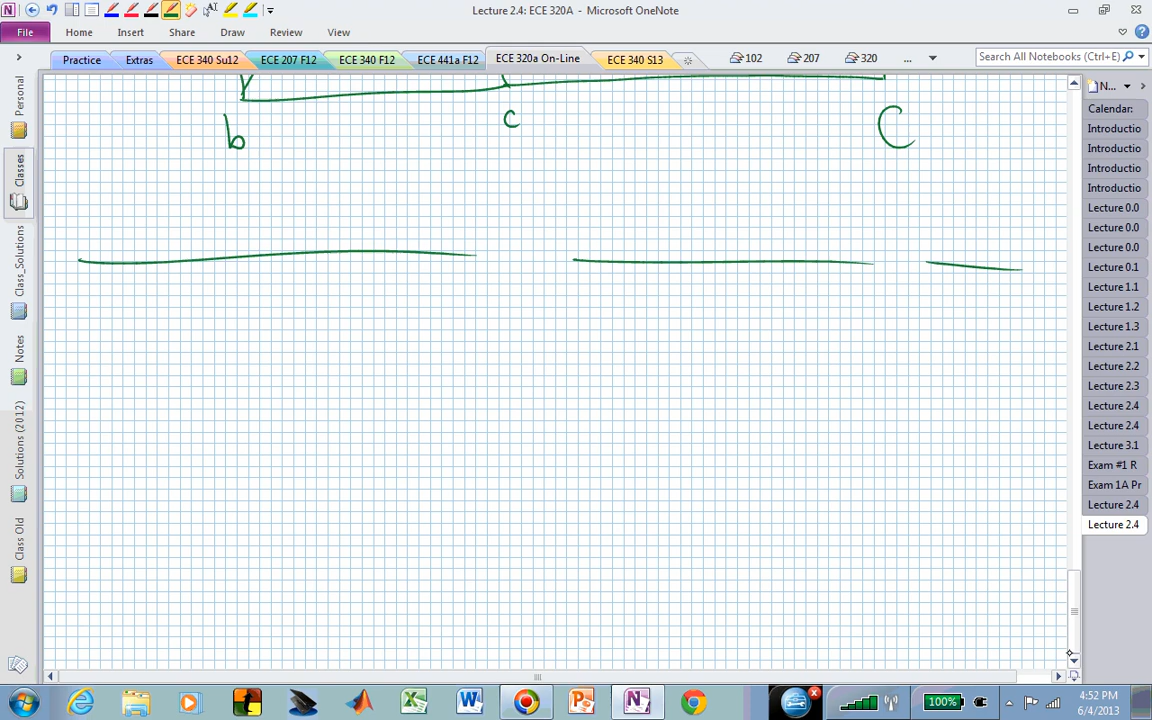 Lecture 2.4: ECE 320A - Microsoft OneNote
File Home Insert Share Draw Review View
Practice Extras ECE 340 Su12 ECE 207 F12 ECE 340 F12 ECE 441a F12 ECE 320a On-Line ECE 340 S13 102 207 320 ...
Search All Notebooks (Ctrl+E)
N...
Personal
Classes
Class_Solutions
Notes
Solutions (2012)
Class Old
b c C
Calendar:
Introductio
Introductio
Introductio
Introductio
Lecture 0.0
Lecture 0.0
Lecture 0.0
Lecture 0.1
Lecture 1.1
Lecture 1.2
Lecture 1.3
Lecture 2.1
Lecture 2.2
Lecture 2.3
Lecture 2.4
Lecture 2.4
Lecture 3.1
Exam #1 R
Exam 1A Pr
Lecture 2.4
Lecture 2.4
100%
4:52 PM
6/4/2013